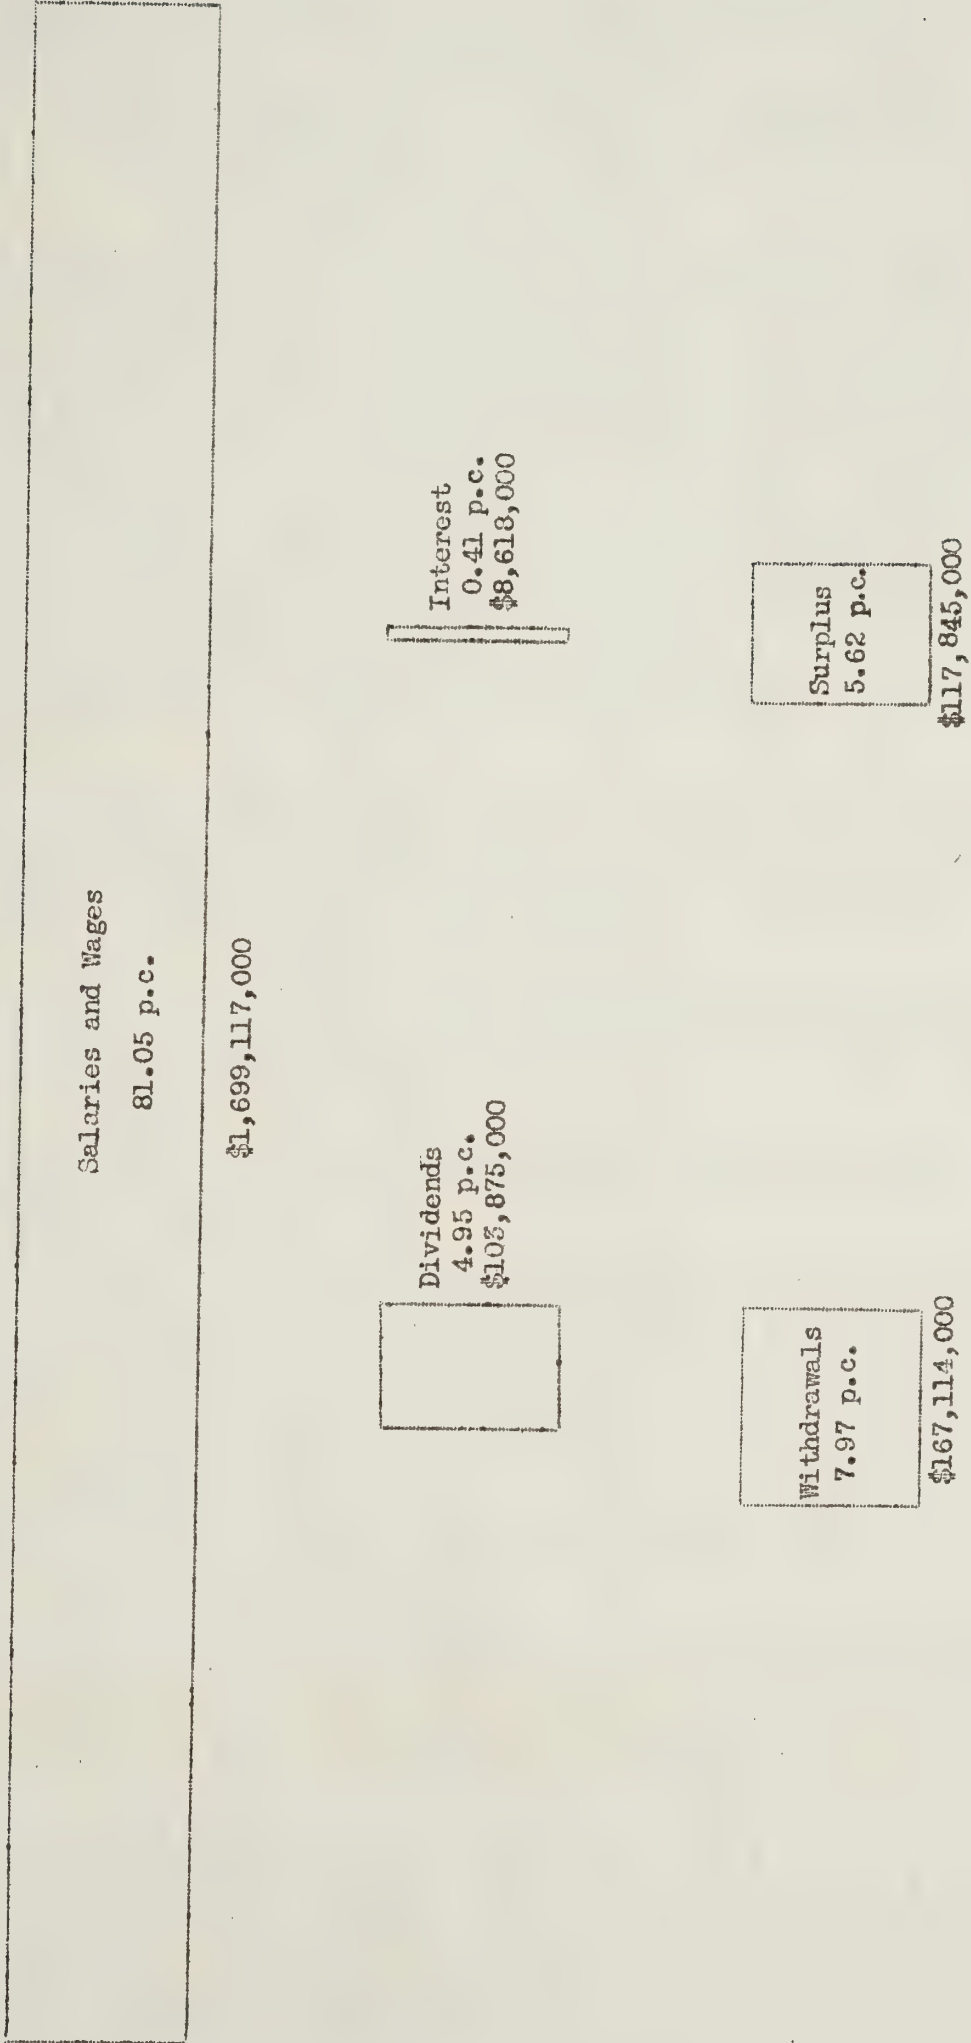 Salaries and Wages
81.05 p.c.
$1,699,117,000
Dividends
4.95 p.c.
$103,875,000
Interest
0.41 p.c.
$8,618,000
Withdrawals
7.97 p.c.
$167,114,000
Surplus
5.62 p.c.
$117,845,000